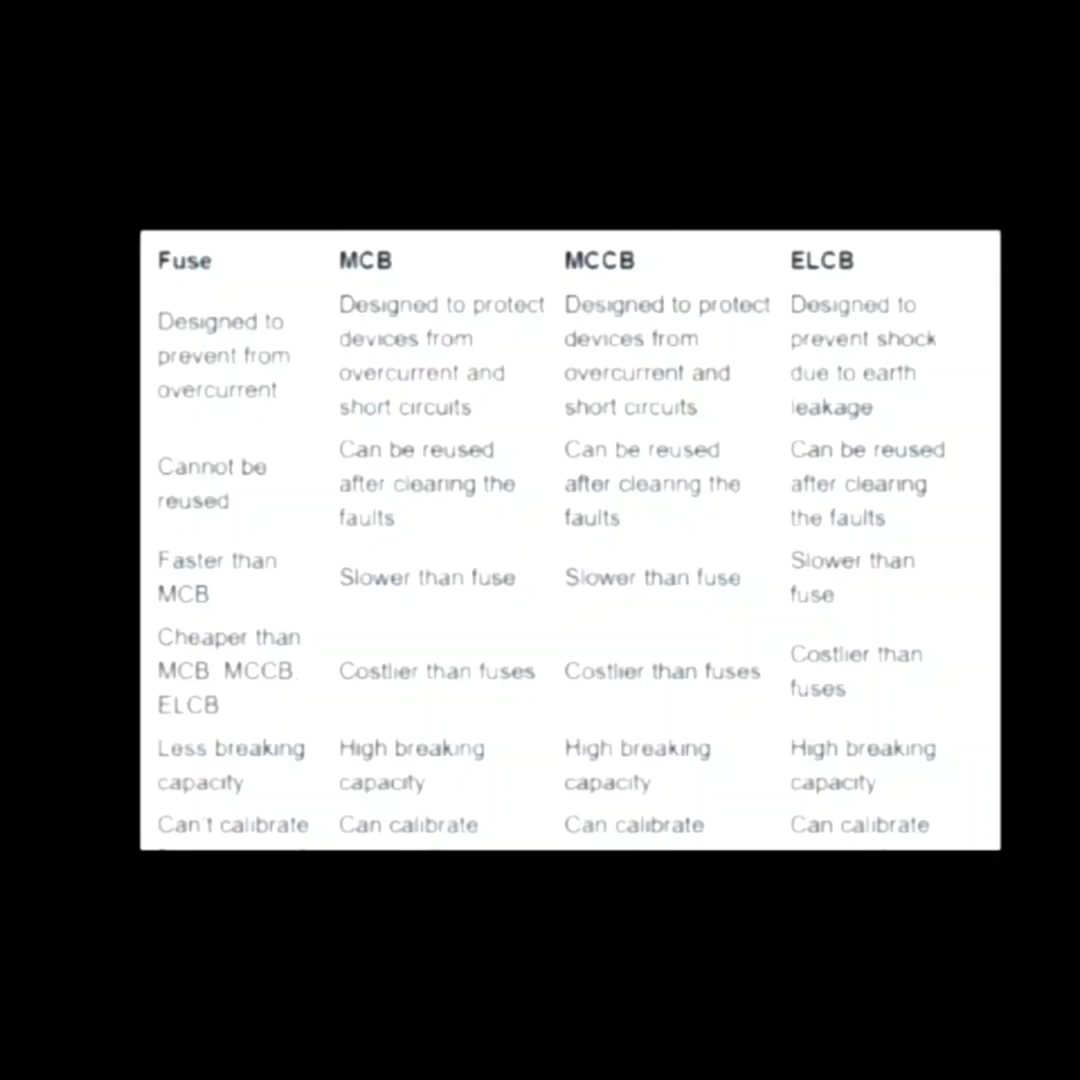 Fuse MCB MCCB ELCB
Designed to prevent from overcurrent
Designed to protect devices from overcurrent and short circuits
Designed to protect devices from overcurrent and short circuits
Designed to prevent shock due to earth leakage
Cannot be reused
Can be reused after clearing the faults
Can be reused after clearing the faults
Can be reused after clearing the faults
Faster than MCB
Slower than fuse
Slower than fuse
Slower than fuse
Cheaper than MCB MCCB ELCB
Costlier than fuses
Costlier than fuses
Costlier than fuses
Less breaking capacity
High breaking capacity
High breaking capacity
High breaking capacity
Can't calibrate
Can calibrate
Can calibrate
Can calibrate